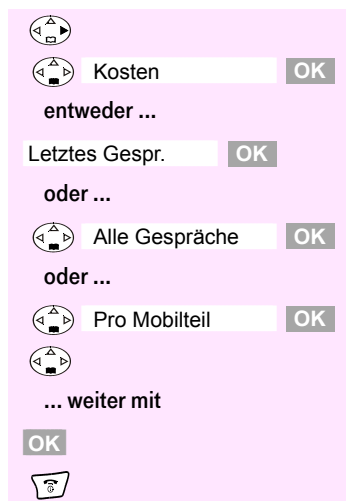 Kosten OK
entweder ...
Letztes Gespr. OK
oder ...
Alle Gespräche OK
oder ...
Pro Mobilteil OK
... weiter mit
OK